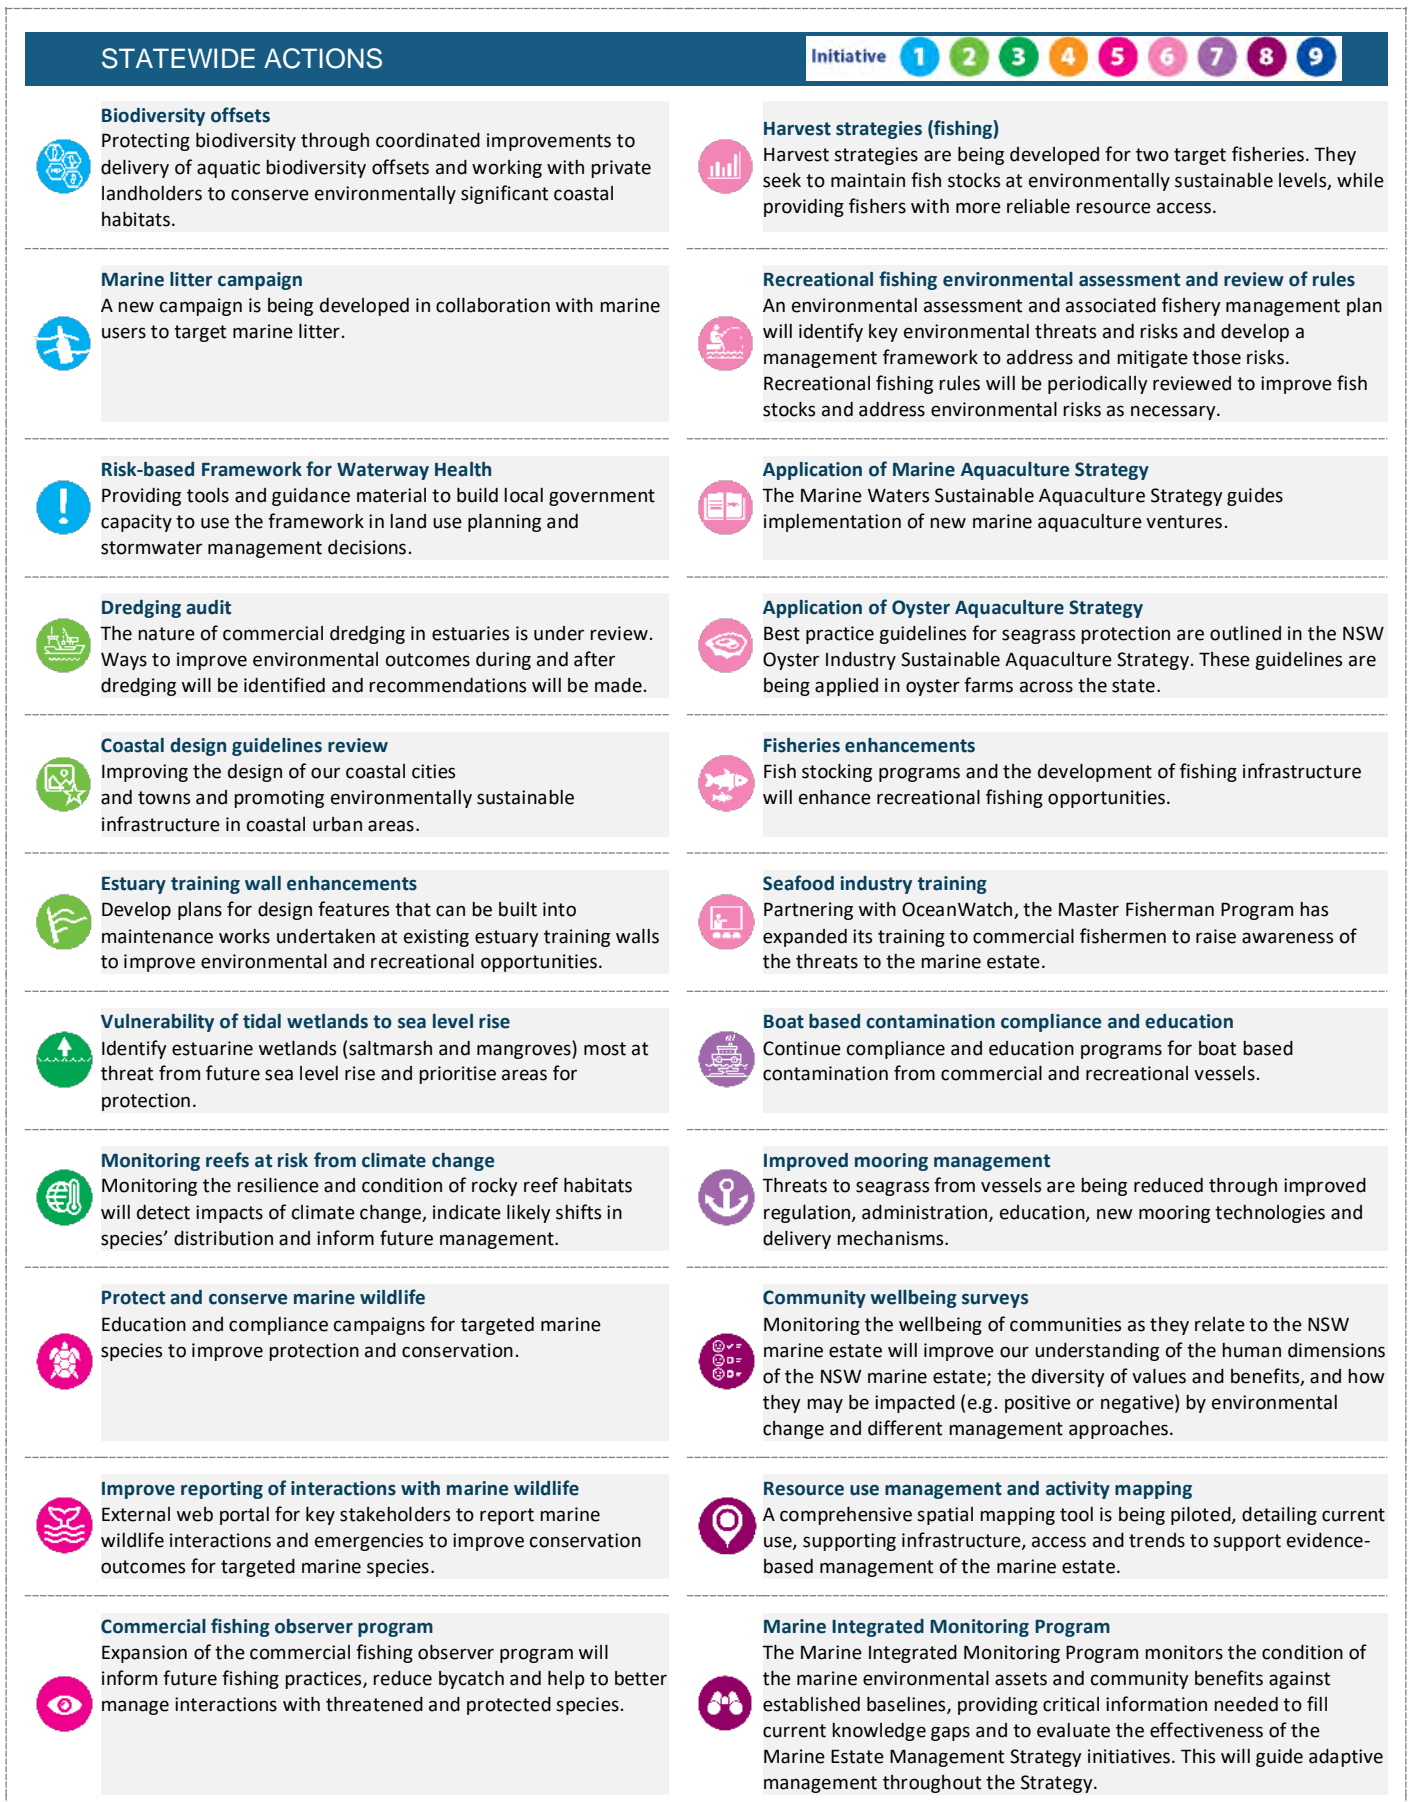 STATEWIDE ACTIONS
Initiative 1 2 3 4 5 6 7 8 9
Biodiversity offsets
Protecting biodiversity through coordinated improvements to
delivery of aquatic biodiversity offsets and working with private
landholders to conserve environmentally significant coastal
habitats.
Marine litter campaign
A new campaign is being developed in collaboration with marine
users to target marine litter.
Risk-based Framework for Waterway Health
Providing tools and guidance material to build local government
capacity to use the framework in land use planning and
stormwater management decisions.
Dredging audit
The nature of commercial dredging in estuaries is under review.
Ways to improve environmental outcomes during and after
dredging will be identified and recommendations will be made.
Coastal design guidelines review
Improving the design of our coastal cities
and towns and promoting environmentally sustainable
infrastructure in coastal urban areas.
Estuary training wall enhancements
Develop plans for design features that can be built into
maintenance works undertaken at existing estuary training walls
to improve environmental and recreational opportunities.
Vulnerability of tidal wetlands to sea level rise
Identify estuarine wetlands (saltmarsh and mangroves) most at
threat from future sea level rise and prioritise areas for
protection.
Monitoring reefs at risk from climate change
Monitoring the resilience and condition of rocky reef habitats
will detect impacts of climate change, indicate likely shifts in
species’ distribution and inform future management.
Protect and conserve marine wildlife
Education and compliance campaigns for targeted marine
species to improve protection and conservation.
Improve reporting of interactions with marine wildlife
External web portal for key stakeholders to report marine
wildlife interactions and emergencies to improve conservation
outcomes for targeted marine species.
Commercial fishing observer program
Expansion of the commercial fishing observer program will
inform future fishing practices, reduce bycatch and help to better
manage interactions with threatened and protected species.
Harvest strategies (fishing)
Harvest strategies are being developed for two target fisheries. They
seek to maintain fish stocks at environmentally sustainable levels, while
providing fishers with more reliable resource access.
Recreational fishing environmental assessment and review of rules
An environmental assessment and associated fishery management plan
will identify key environmental threats and risks and develop a
management framework to address and mitigate those risks.
Recreational fishing rules will be periodically reviewed to improve fish
stocks and address environmental risks as necessary.
Application of Marine Aquaculture Strategy
The Marine Waters Sustainable Aquaculture Strategy guides
implementation of new marine aquaculture ventures.
Application of Oyster Aquaculture Strategy
Best practice guidelines for seagrass protection are outlined in the NSW
Oyster Industry Sustainable Aquaculture Strategy. These guidelines are
being applied in oyster farms across the state.
Fisheries enhancements
Fish stocking programs and the development of fishing infrastructure
will enhance recreational fishing opportunities.
Seafood industry training
Partnering with OceanWatch, the Master Fisherman Program has
expanded its training to commercial fishermen to raise awareness of
the threats to the marine estate.
Boat based contamination compliance and education
Continue compliance and education programs for boat based
contamination from commercial and recreational vessels.
Improved mooring management
Threats to seagrass from vessels are being reduced through improved
regulation, administration, education, new mooring technologies and
delivery mechanisms.
Community wellbeing surveys
Monitoring the wellbeing of communities as they relate to the NSW
marine estate will improve our understanding of the human dimensions
of the NSW marine estate; the diversity of values and benefits, and how
they may be impacted (e.g. positive or negative) by environmental
change and different management approaches.
Resource use management and activity mapping
A comprehensive spatial mapping tool is being piloted, detailing current
use, supporting infrastructure, access and trends to support evidence-
based management of the marine estate.
Marine Integrated Monitoring Program
The Marine Integrated Monitoring Program monitors the condition of
the marine environmental assets and community benefits against
established baselines, providing critical information needed to fill
current knowledge gaps and to evaluate the effectiveness of the
Marine Estate Management Strategy initiatives. This will guide adaptive
management throughout the Strategy.